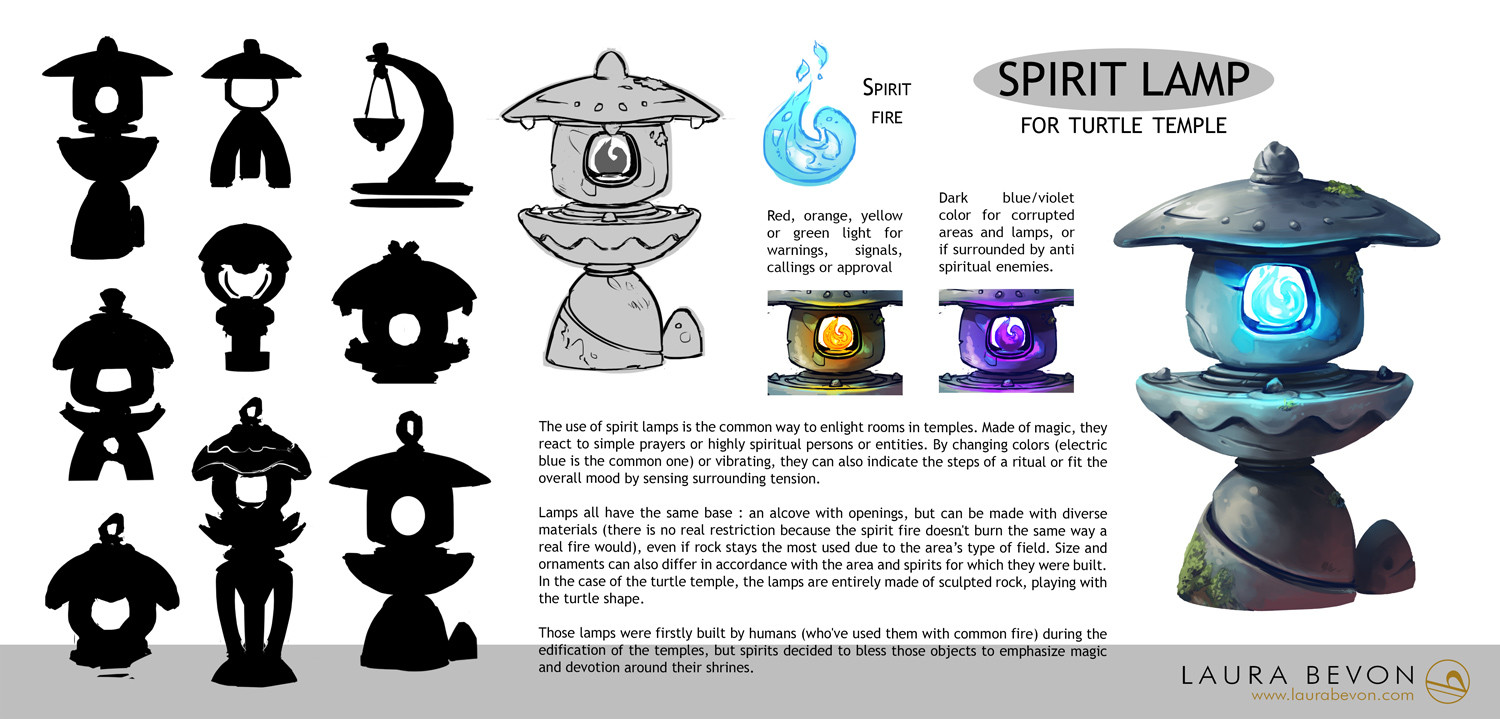 SPIRIT LAMP
FOR TURTLE TEMPLE
SPIRIT
FIRE
Red, orange, yellow
or green light for
warnings, signals,
callings or approval
Dark blue/violet
color for corrupted
areas and lamps, or
if surrounded by anti
spiritual enemies.
The use of spirit lamps is the common way to enlight rooms in temples. Made of magic, they
react to simple prayers or highly spiritual persons or entities. By changing colors (electric
blue is the common one) or vibrating, they can also indicate the steps of a ritual or fit the
overall mood by sensing surrounding tension.
Lamps all have the same base : an alcove with openings, but can be made with diverse
materials (there is no real restriction because the spirit fire doesn't burn the same way a
real fire would), even if rock stays the most used due to the area's type of field. Size and
ornaments can also differ in accordance with the area and spirits for which they were built.
In the case of the turtle temple, the lamps are entirely made of sculpted rock, playing with
the turtle shape.
Those lamps were firstly built by humans (who've used them with common fire) during the
edification of the temples, but spirits decided to bless those objects to emphasize magic
and devotion around their shrines.
LAURA BEVON
www.laurabevon.com